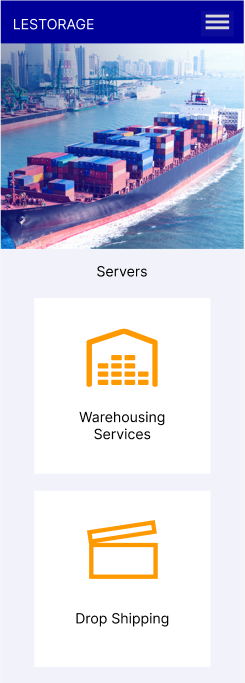 LESTORAGE
Servers
Warehousing
Services
Drop Shipping